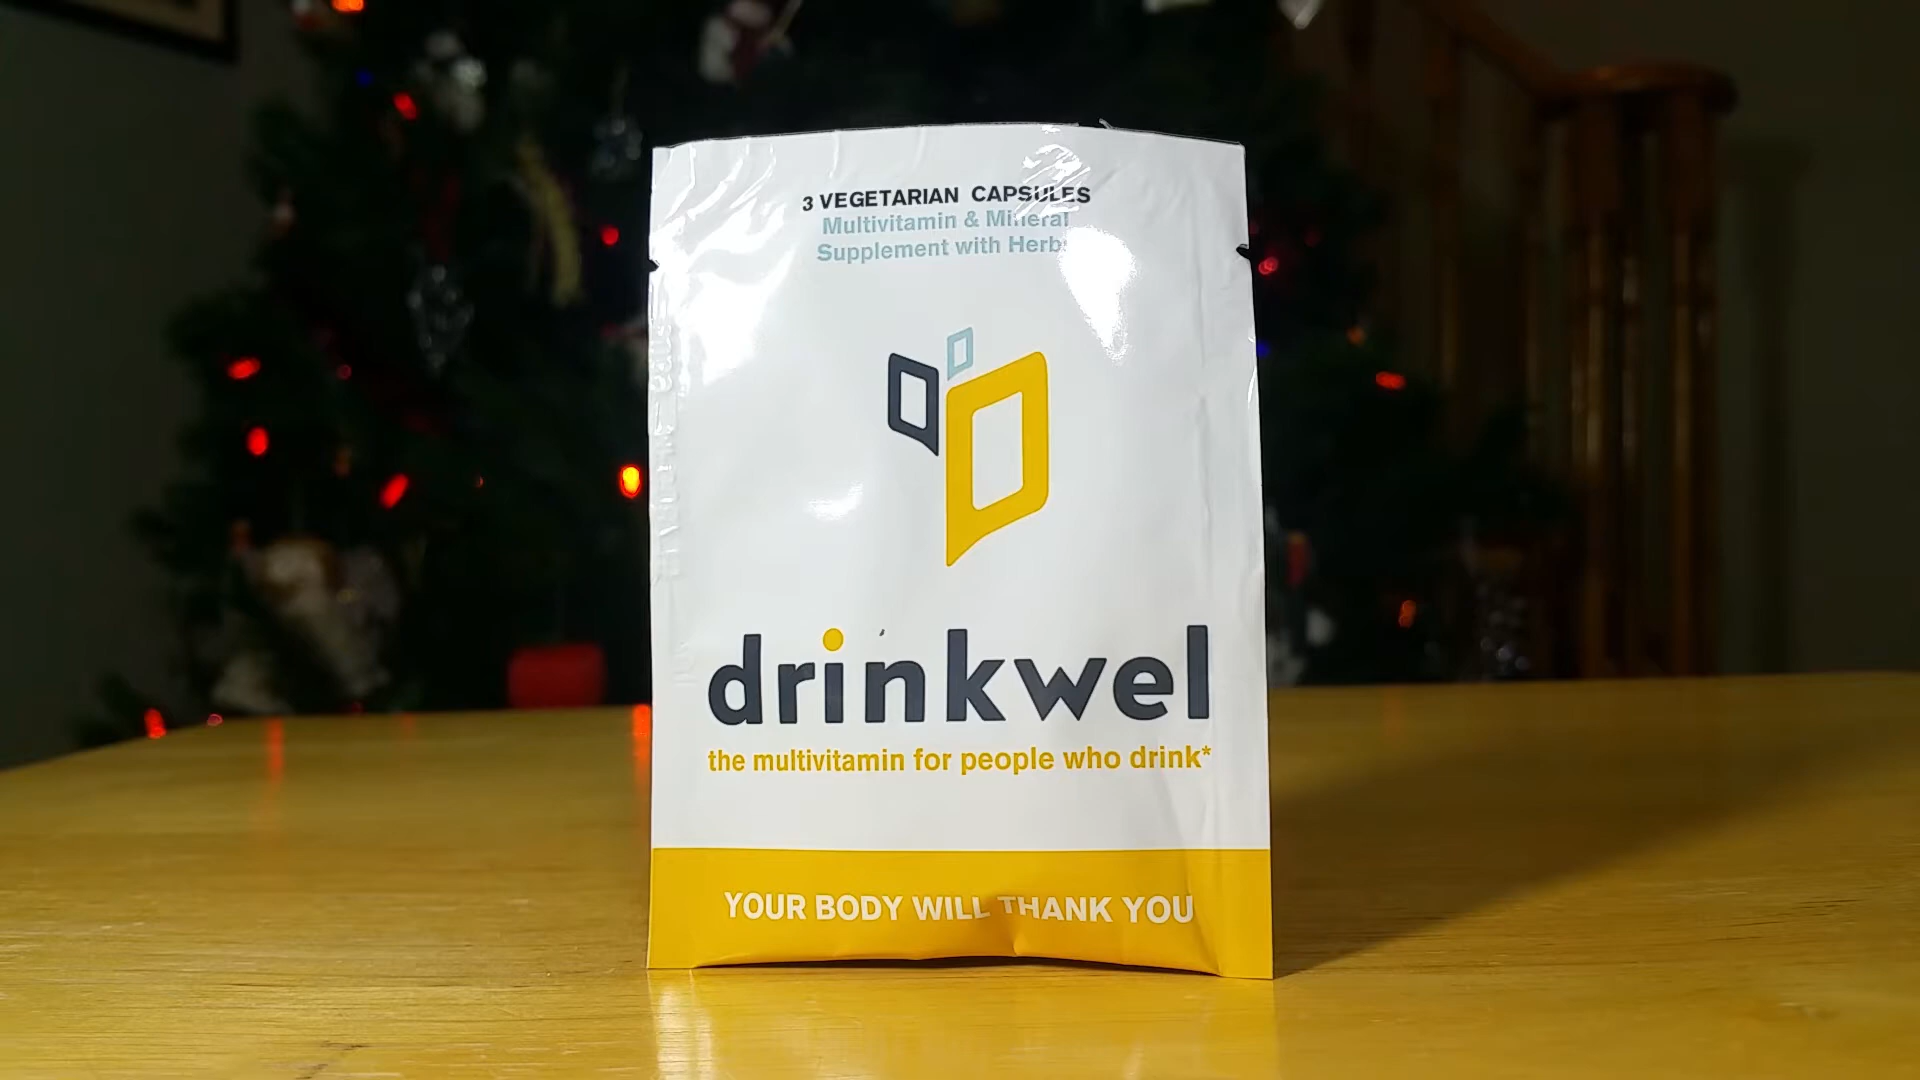 3 VEGETARIAN CAPSULES
Multivitamin & Mineral
Supplement with Herbs
drinkwel
the multivitamin for people who drink*
YOUR BODY WILL THANK YOU